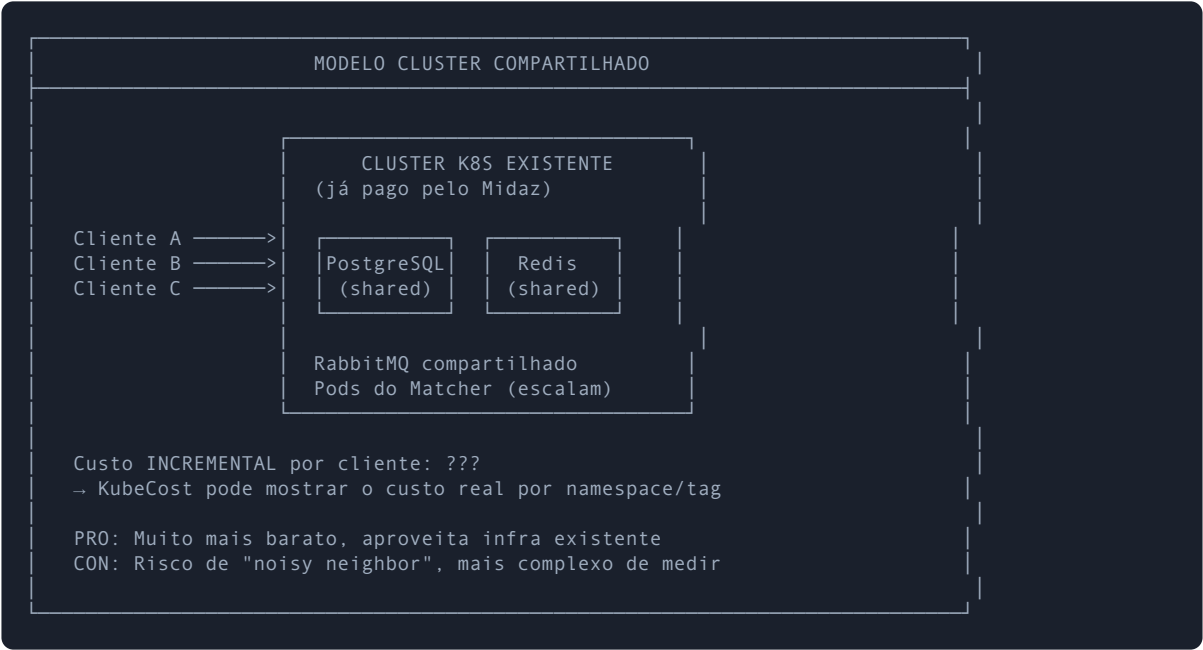 MODELO CLUSTER COMPARTILHADO
CLUSTER K8S EXISTENTE
(já pago pelo Midaz)
Cliente A ──────>
Cliente B ──────> PostgreSQL Redis
Cliente C ──────> (shared) (shared)
RabbitMQ compartilhado
Pods do Matcher (escalam)
Custo INCREMENTAL por cliente: ???
→ KubeCost pode mostrar o custo real por namespace/tag
PRO: Muito mais barato, aproveita infra existente
CON: Risco de "noisy neighbor", mais complexo de medir